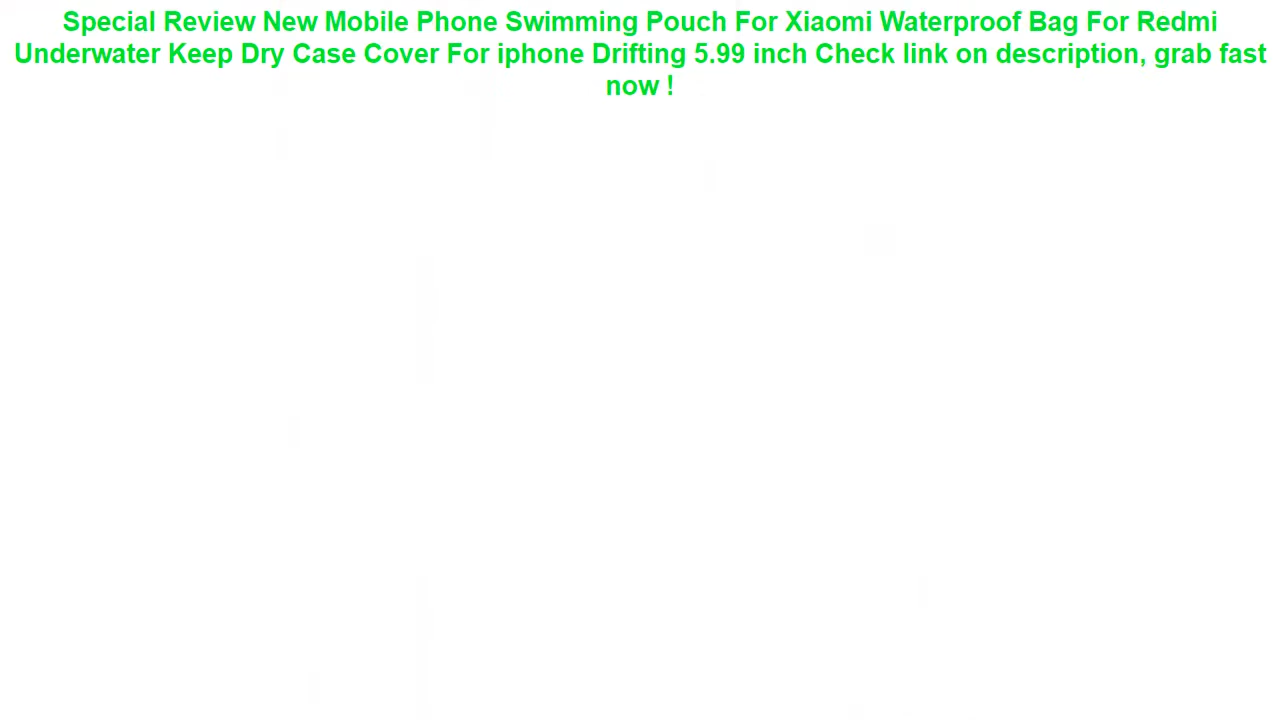 Special Review New Mobile Phone Swimming Pouch For Xiaomi Waterproof Bag For Redmi
Underwater Keep Dry Case Cover For iphone Drifting 5.99 inch Check link on description, grab fast
now !